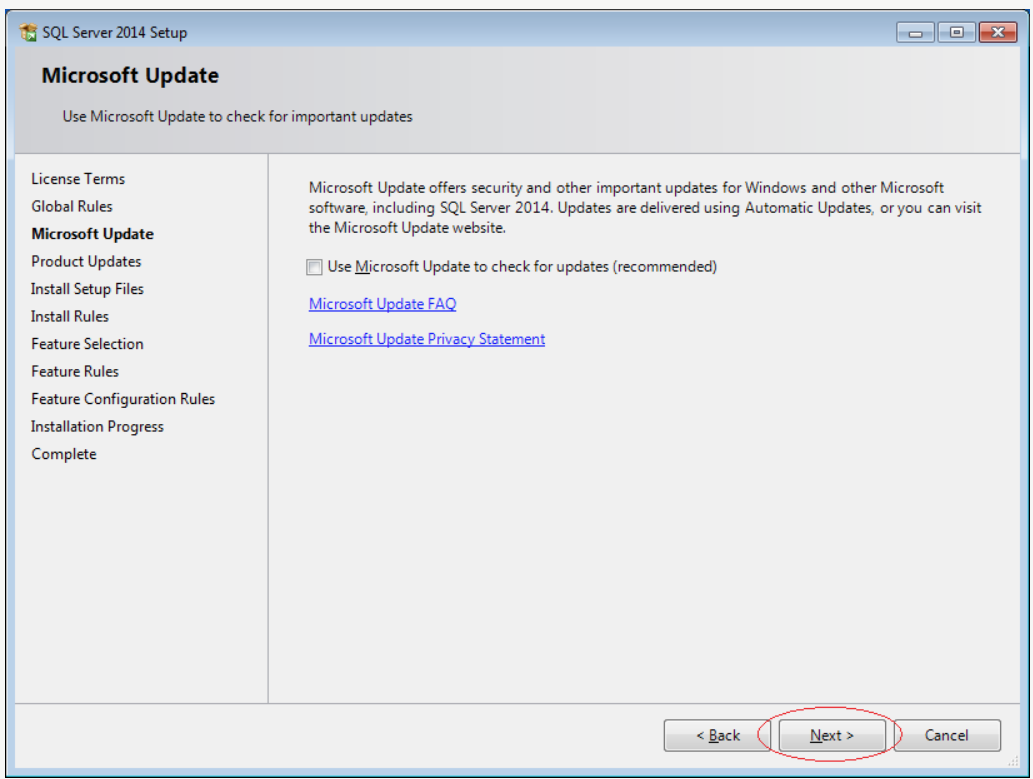 SQL Server 2014 Setup
Microsoft Update
Use Microsoft Update to check for important updates
License Terms
Global Rules
Microsoft Update
Product Updates
Install Setup Files
Install Rules
Feature Selection
Feature Rules
Feature Configuration Rules
Installation Progress
Complete
Microsoft Update offers security and other important updates for Windows and other Microsoft
software, including SQL Server 2014. Updates are delivered using Automatic Updates, or you can visit
the Microsoft Update website.
Use Microsoft Update to check for updates (recommended)
Microsoft Update FAQ
Microsoft Update Privacy Statement
< Back
Next >
Cancel